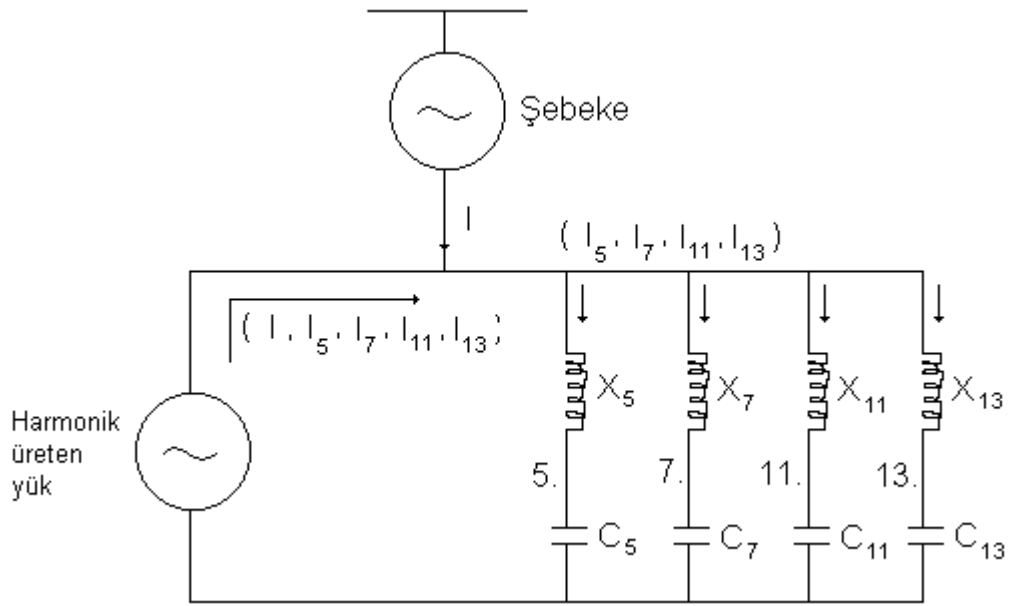 Şebeke
I
( I5, I7, I11, I13 )
( I, I5, I7, I11, I13 )
X5
X7
X11
X13
Harmonik
üreten
yük
5.
7.
11.
13.
C5
C7
C11
C13